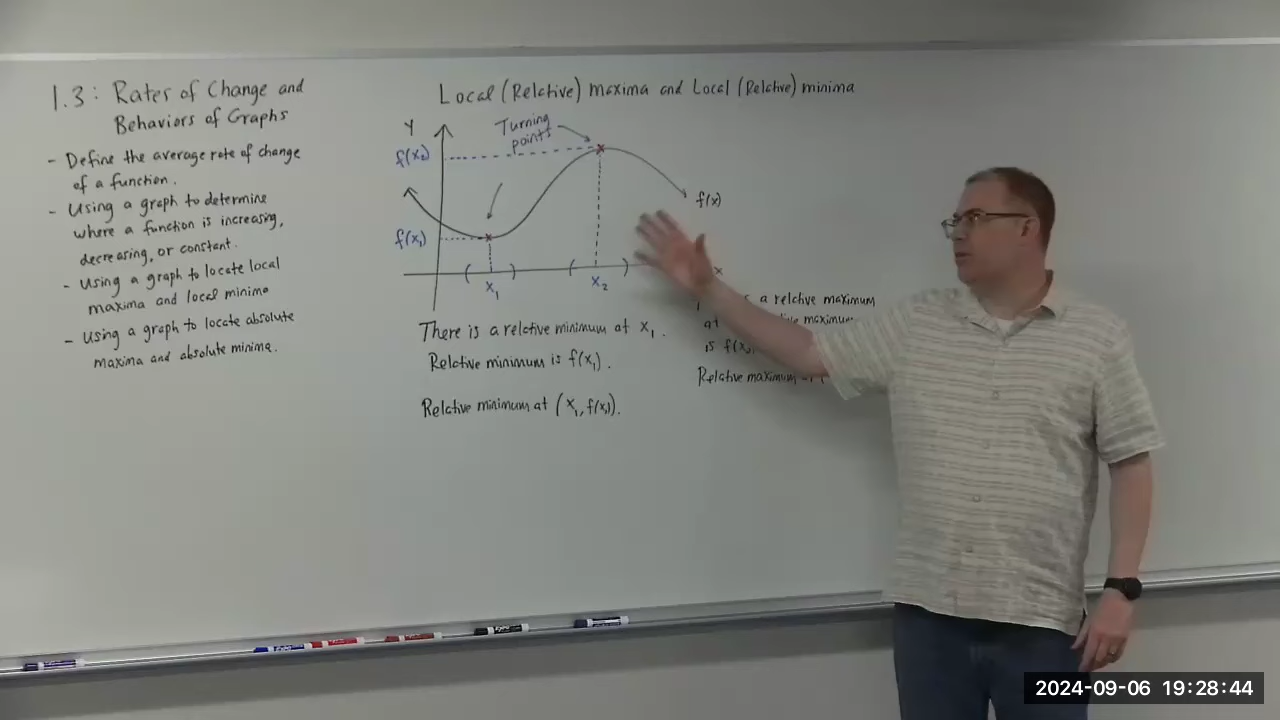 1.3: Rates of Change and
Behaviors of Graphs
- Define the average rate of change
of a function.
- Using a graph to determine
where a function is increasing,
decreasing, or constant.
- Using a graph to locate local
maxima and local minima
- Using a graph to locate absolute
maxima and absolute minima.
Local (Relative) maxima and Local (Relative) minima
Y
Turning
points
f(x₂)
f(x)
f(x₁)
x
x₁
x₂
There is a relative minimum at x₁.
Relative minimum is f(x₁).
Relative minimum at (x₁, f(x₁)).
a relative maximum
at maximum
is f(x₂)
Relative maximum at (
2024-09-06 19:28:44